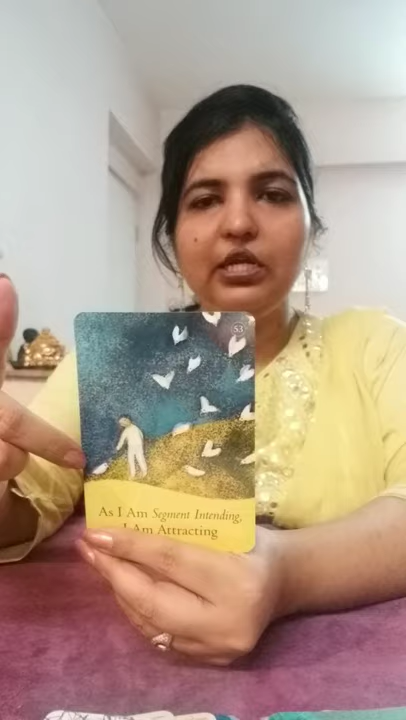 53
As I Am Segment Intending,
I Am Attracting